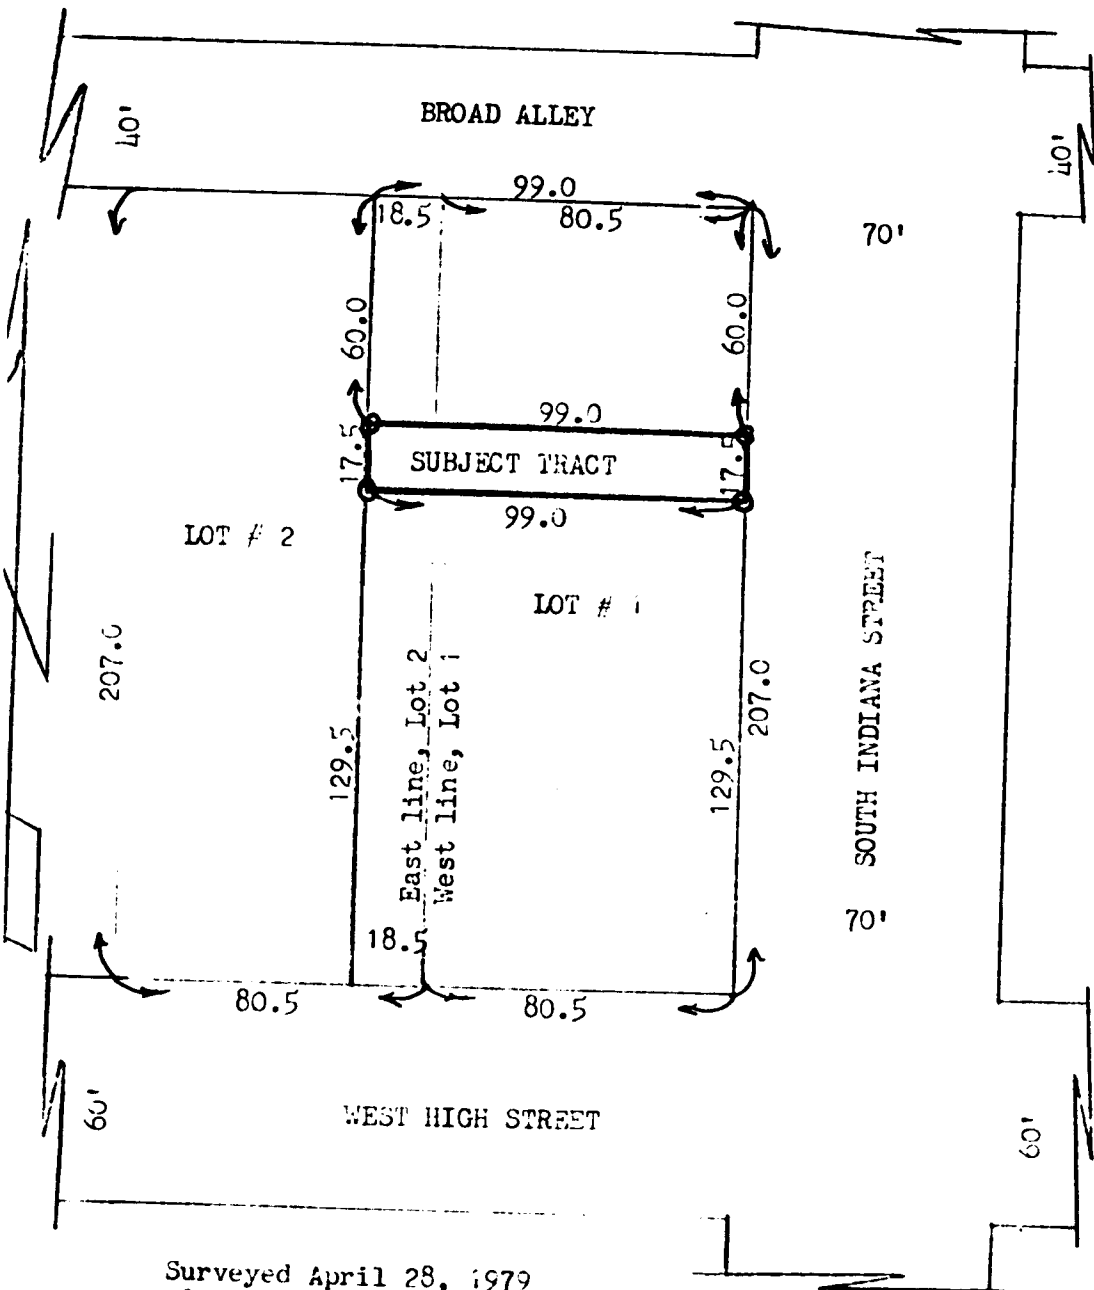 BROAD ALLEY
40'
40'
99.0
18.5
80.5
70'
60.0
60.0
99.0
17.5
SUBJECT TRACT
17.5
99.0
LOT # 2
LOT # 1
207.0
East line, Lot 2
West line, Lot 1
129.5
129.5
207.0
SOUTH INDIANA STREET
70'
18.5
80.5
80.5
60'
WEST HIGH STREET
60'
Surveyed April 28, 1979